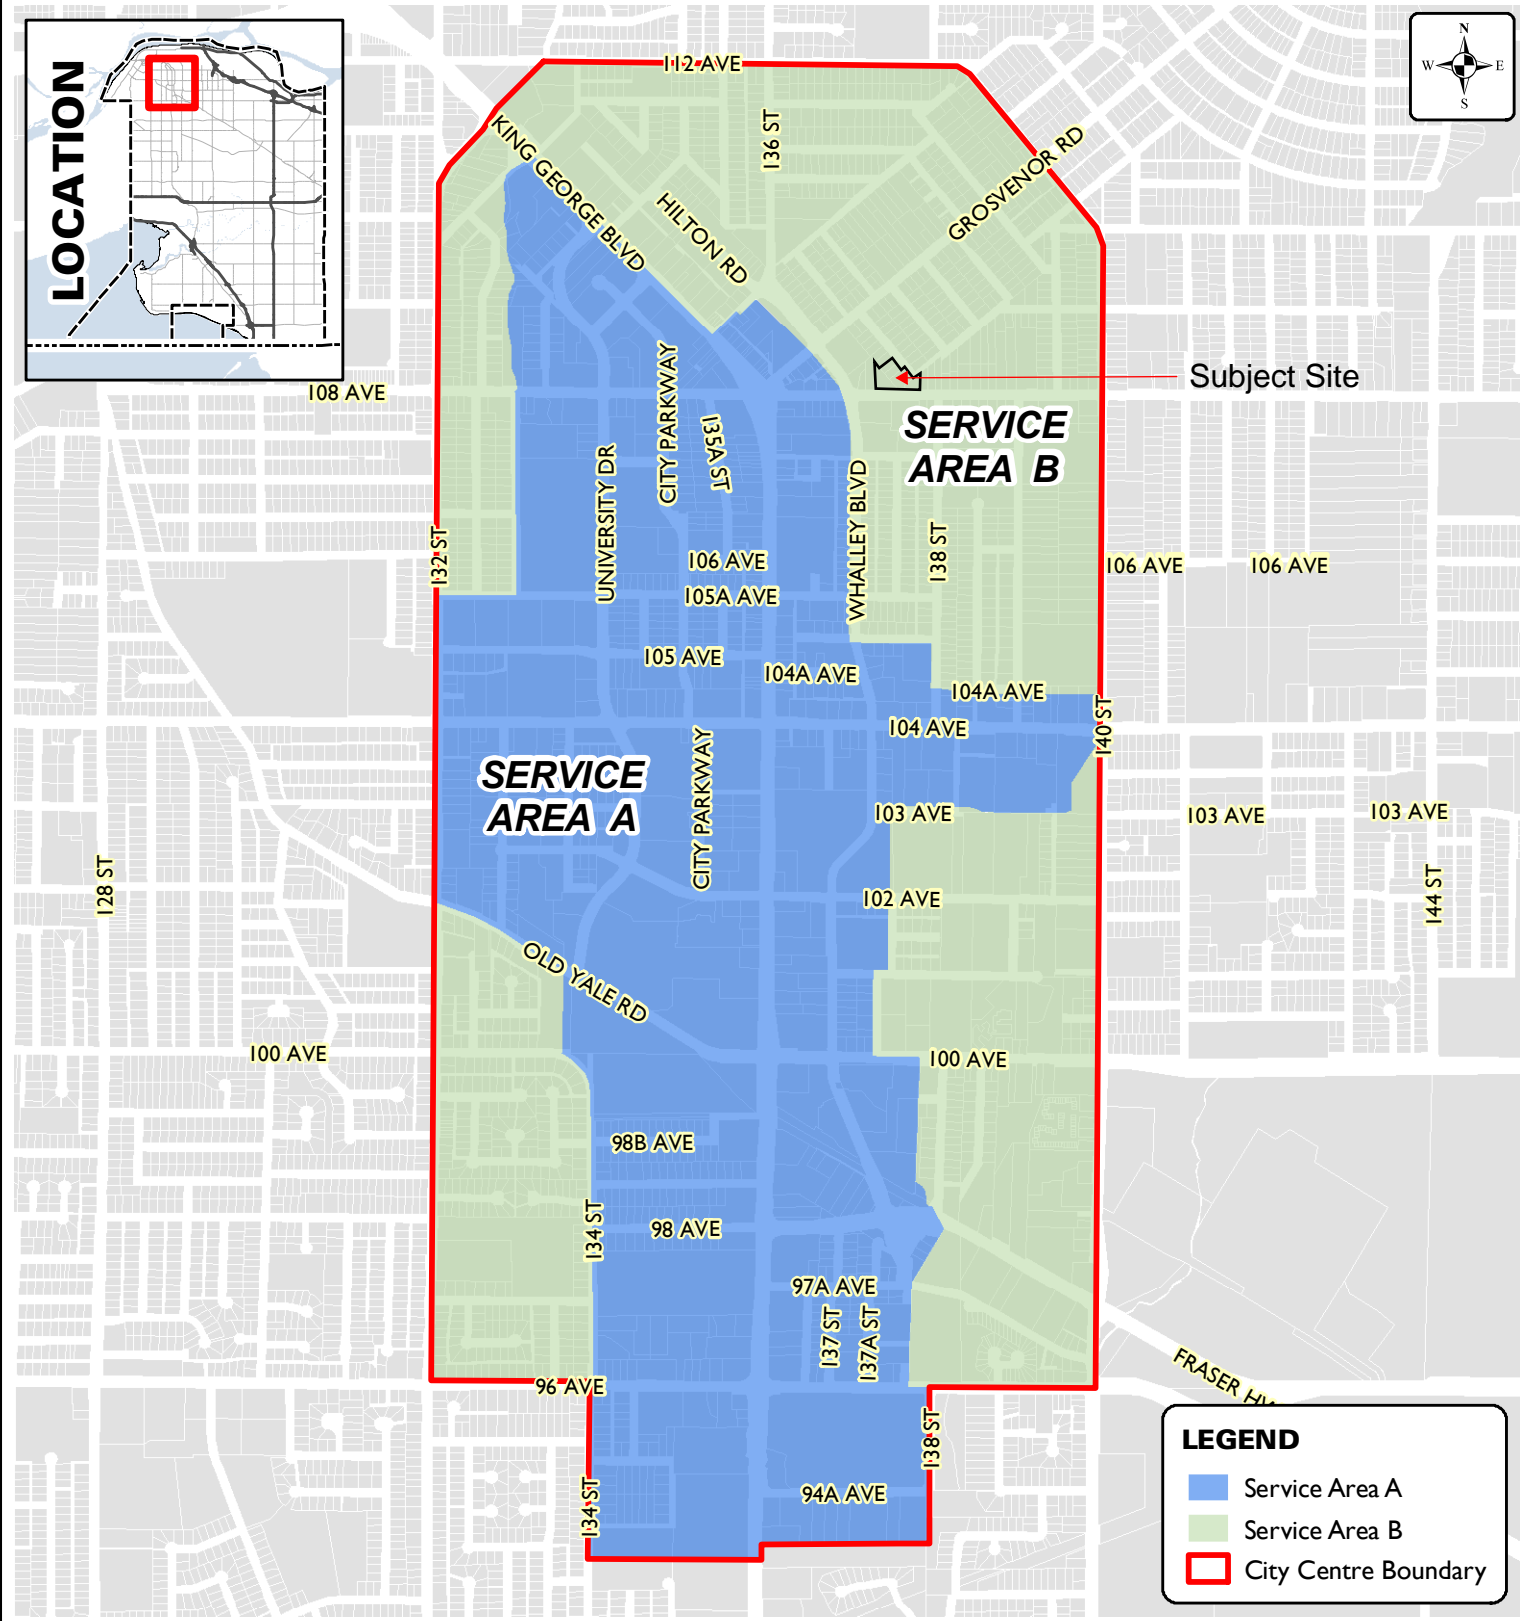 LOCATION
N
W
E
S
112 AVE
136 ST
KING GEORGE BLVD
HILTON RD
GROSVENOR RD
108 AVE
CITY PARKWAY
135A ST
Subject Site
SERVICE
AREA B
UNIVERSITY DR
WHALLEY BLVD
132 ST
138 ST
106 AVE
106 AVE
106 AVE
105A AVE
105 AVE
104A AVE
104A AVE
104 AVE
140 ST
SERVICE
AREA A
CITY PARKWAY
103 AVE
103 AVE
103 AVE
128 ST
102 AVE
144 ST
OLD YALE RD
100 AVE
100 AVE
98B AVE
134 ST
98 AVE
97A AVE
137 ST
137A ST
96 AVE
FRASER
138 ST
134 ST
94A AVE
LEGEND
Service Area A
Service Area B
City Centre Boundary